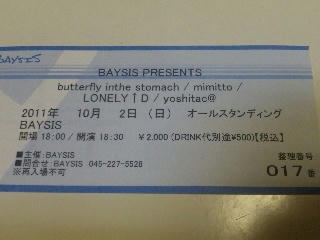 BAYSIS
BAYSIS PRESENTS
butterfly inthe stomach / mimitto /
LONELY↑D / yoshitac@
2011年 10月 2日 (日) オールスタンディング
BAYSIS
開場 18:00 / 開演 18:30 ¥2,000 (DRINK代別途¥500)【税込】
■主催:BAYSIS
■問合せ:BAYSIS 045-227-5528
※再入場不可
整理番号
017番